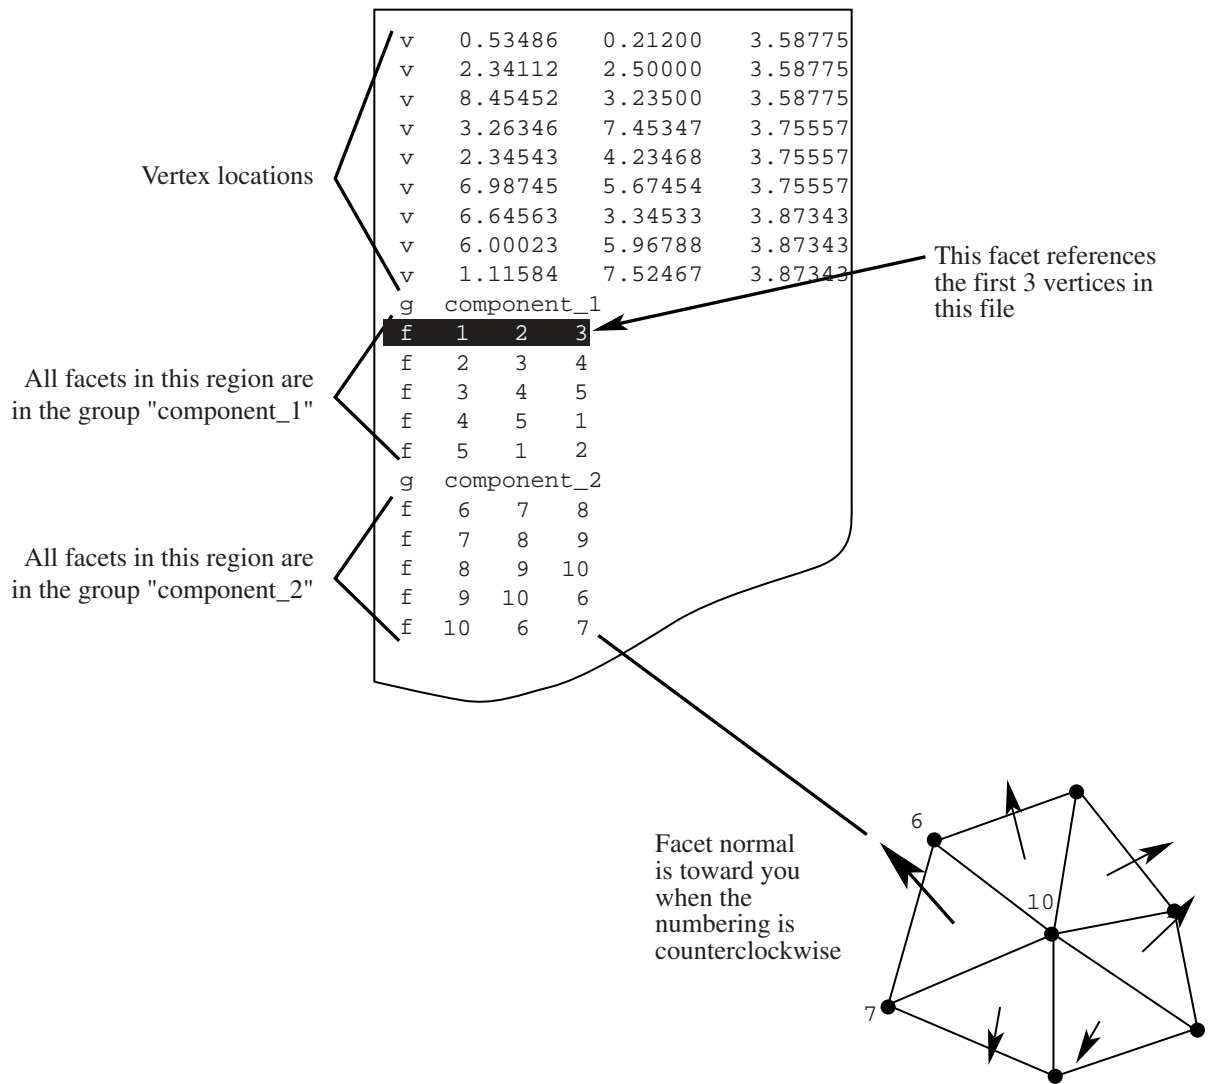 v 0.53486 0.21200 3.58775
v 2.34112 2.50000 3.58775
v 8.45452 3.23500 3.58775
v 3.26346 7.45347 3.75557
v 2.34543 4.23468 3.75557
v 6.98745 5.67454 3.75557
v 6.64563 3.34533 3.87343
v 6.00023 5.96788 3.87343
v 1.11584 7.52467 3.87343
g component_1
f 1 2 3
f 2 3 4
f 3 4 5
f 4 5 1
f 5 1 2
g component_2
f 6 7 8
f 7 8 9
f 8 9 10
f 9 10 6
f 10 6 7
Vertex locations
All facets in this region are
in the group "component_1"
All facets in this region are
in the group "component_2"
This facet references
the first 3 vertices in
this file
Facet normal
is toward you
when the
numbering is
counterclockwise
6
10
7